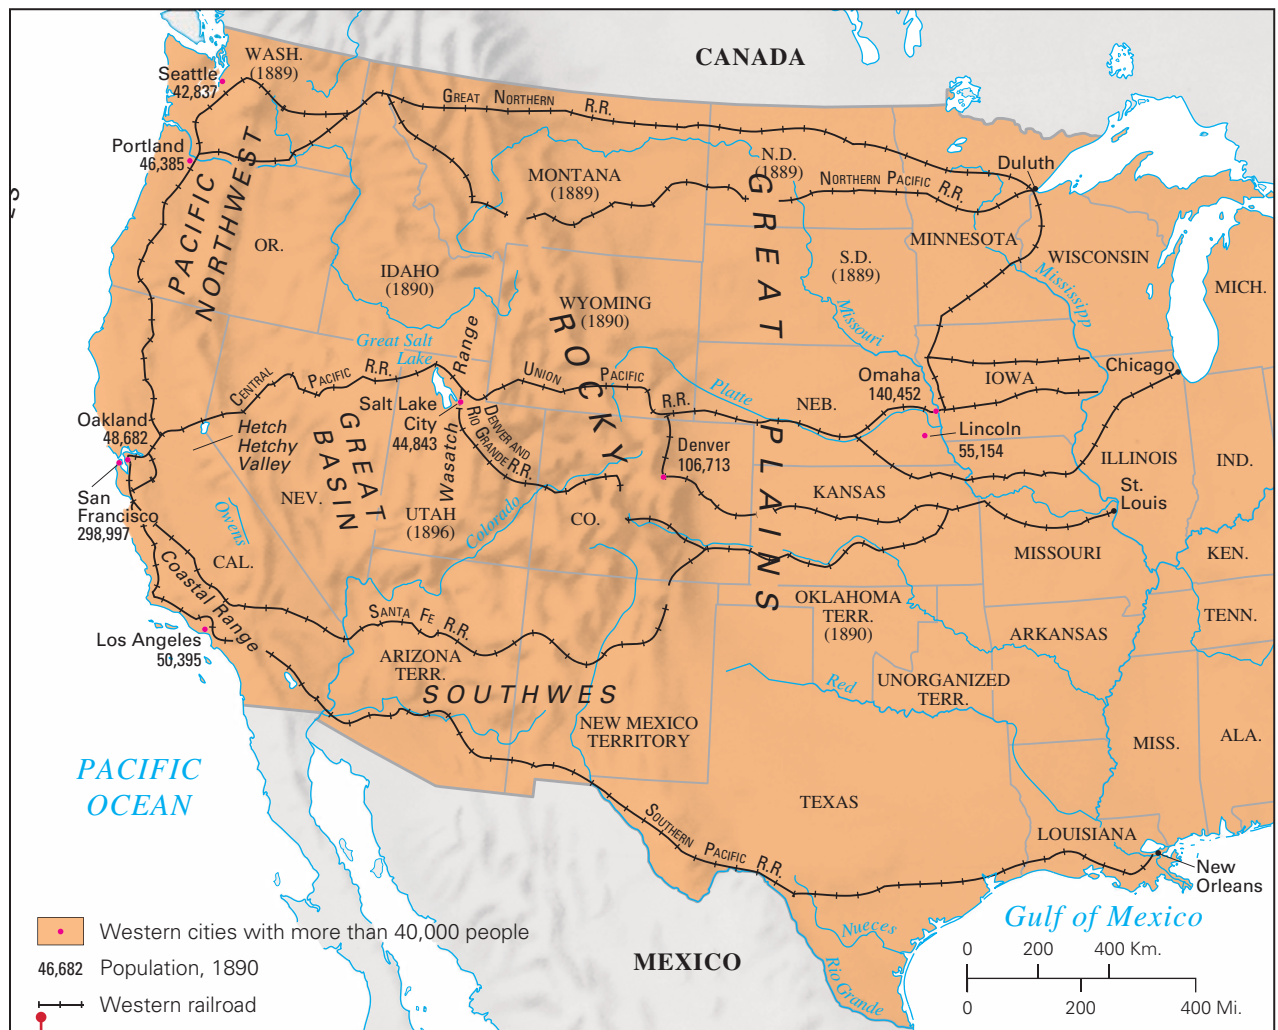 CANADA
WASH.
(1889)
Seattle
42,837
GREAT NORTHERN R.R.
Portland
46,385
PACIFIC
NORTHWEST
MONTANA
(1889)
N.D.
(1889)
NORTHERN PACIFIC R.R.
Duluth
OR.
IDAHO
(1890)
GREAT PLAINS
S.D.
(1889)
MINNESOTA
WISCONSIN
MICH.
Mississipp
Missouri
WYOMING
(1890)
ROCKY
Great Salt
Lake
Wasatch Range
CENTRAL PACIFIC R.R.
UNION PACIFIC R.R.
Platte
NEB.
Omaha
140,452
IOWA
Chicago
Salt Lake
City
44,843
DENVER AND
RIO GRANDE R.R.
Oakland
48,682
Hetch
Hetchy
Valley
GREAT
BASIN
Denver
106,713
Lincoln
55,154
ILLINOIS
IND.
San
Francisco
298,997
NEV.
Owens
UTAH
(1896)
Colorado
CO.
KANSAS
St.
Louis
MISSOURI
KEN.
CAL.
Coastal Range
SANTA FE R.R.
OKLAHOMA
TERR.
(1890)
ARKANSAS
TENN.
Los Angeles
50,395
ARIZONA
TERR.
SOUTHWES
NEW MEXICO
TERRITORY
Red
UNORGANIZED
TERR.
MISS.
ALA.
PACIFIC
OCEAN
TEXAS
SOUTHERN PACIFIC R.R.
LOUISIANA
New
Orleans
Gulf of Mexico
Nueces
Rio Grande
MEXICO
Western cities with more than 40,000 people
46,682 Population, 1890
Western railroad
0 200 400 Km.
0 200 400 Mi.